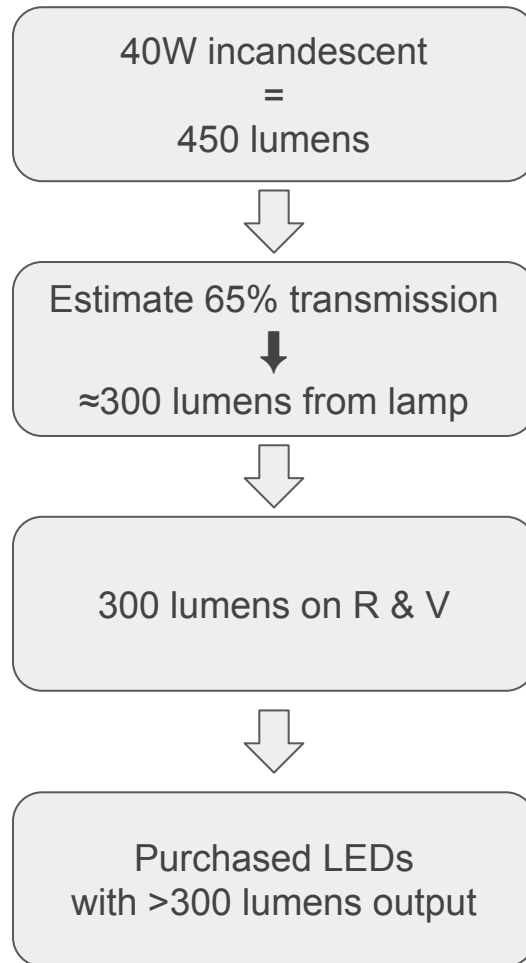 40W incandescent
=
450 lumens
Estimate 65% transmission
≈300 lumens from lamp
300 lumens on R & V
Purchased LEDs
with >300 lumens output